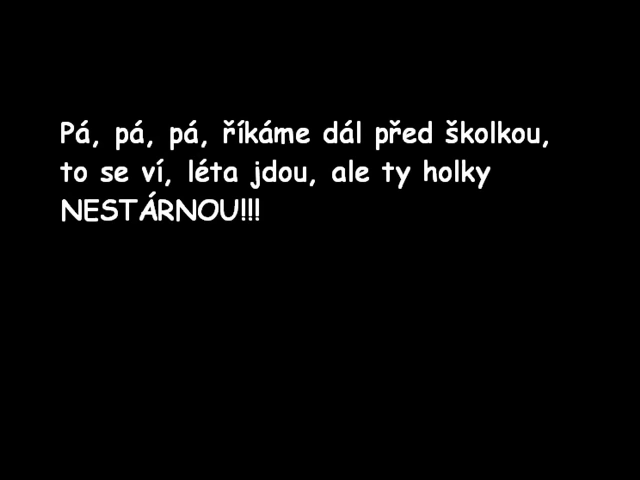 Pá, pá, pá, říkáme dál před školkou,
to se ví, léta jdou, ale ty holky
NESTÁRNOU!!!